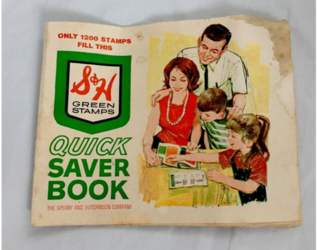 ONLY 1200 STAMPS
FILL THIS
S&H
GREEN
STAMPS
QUICK
SAVER
BOOK
THE SPERRY AND HUTCHINSON COMPANY